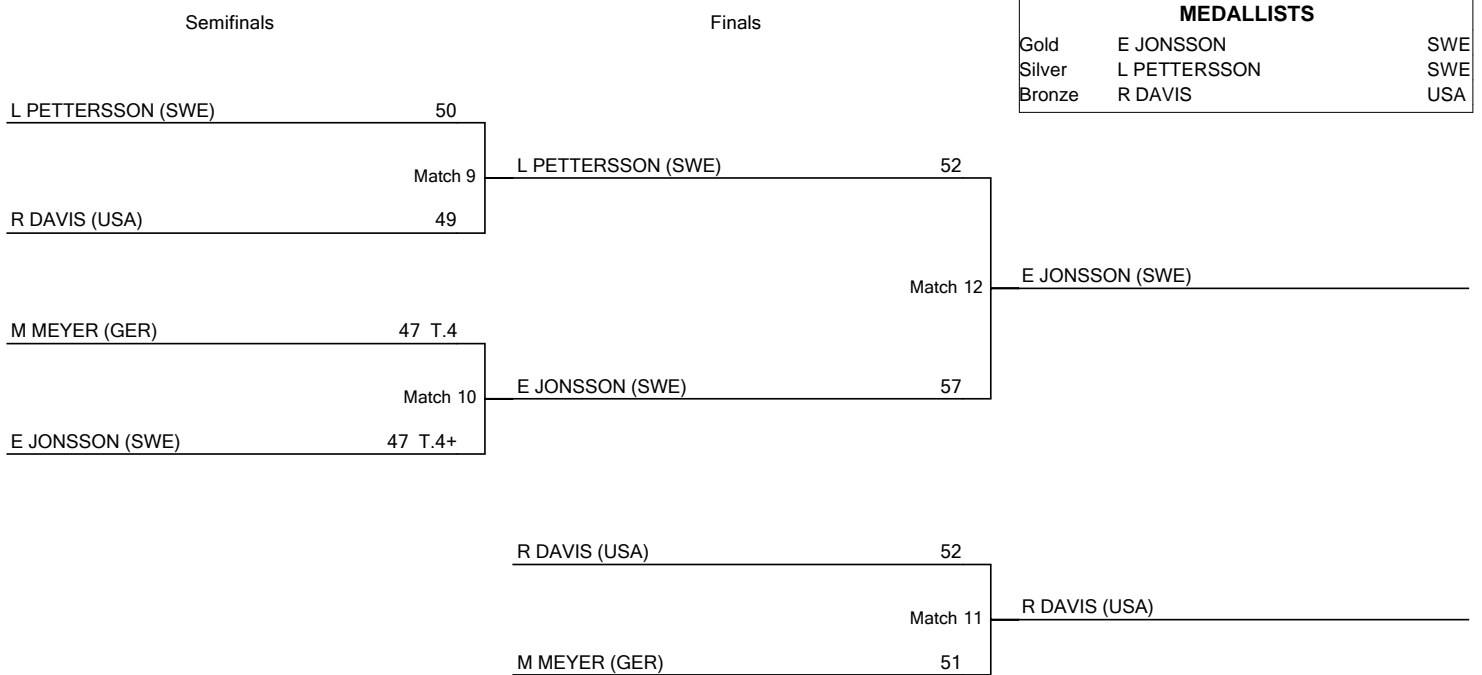 Semifinals
Finals
MEDALLISTS
Gold E JONSSON SWE
Silver L PETTERSSON SWE
Bronze R DAVIS USA
L PETTERSSON (SWE) 50
Match 9
R DAVIS (USA) 49
L PETTERSSON (SWE) 52
Match 12
E JONSSON (SWE)
M MEYER (GER) 47 T.4
Match 10
E JONSSON (SWE) 47 T.4+
E JONSSON (SWE) 57
R DAVIS (USA) 52
Match 11
R DAVIS (USA)
M MEYER (GER) 51